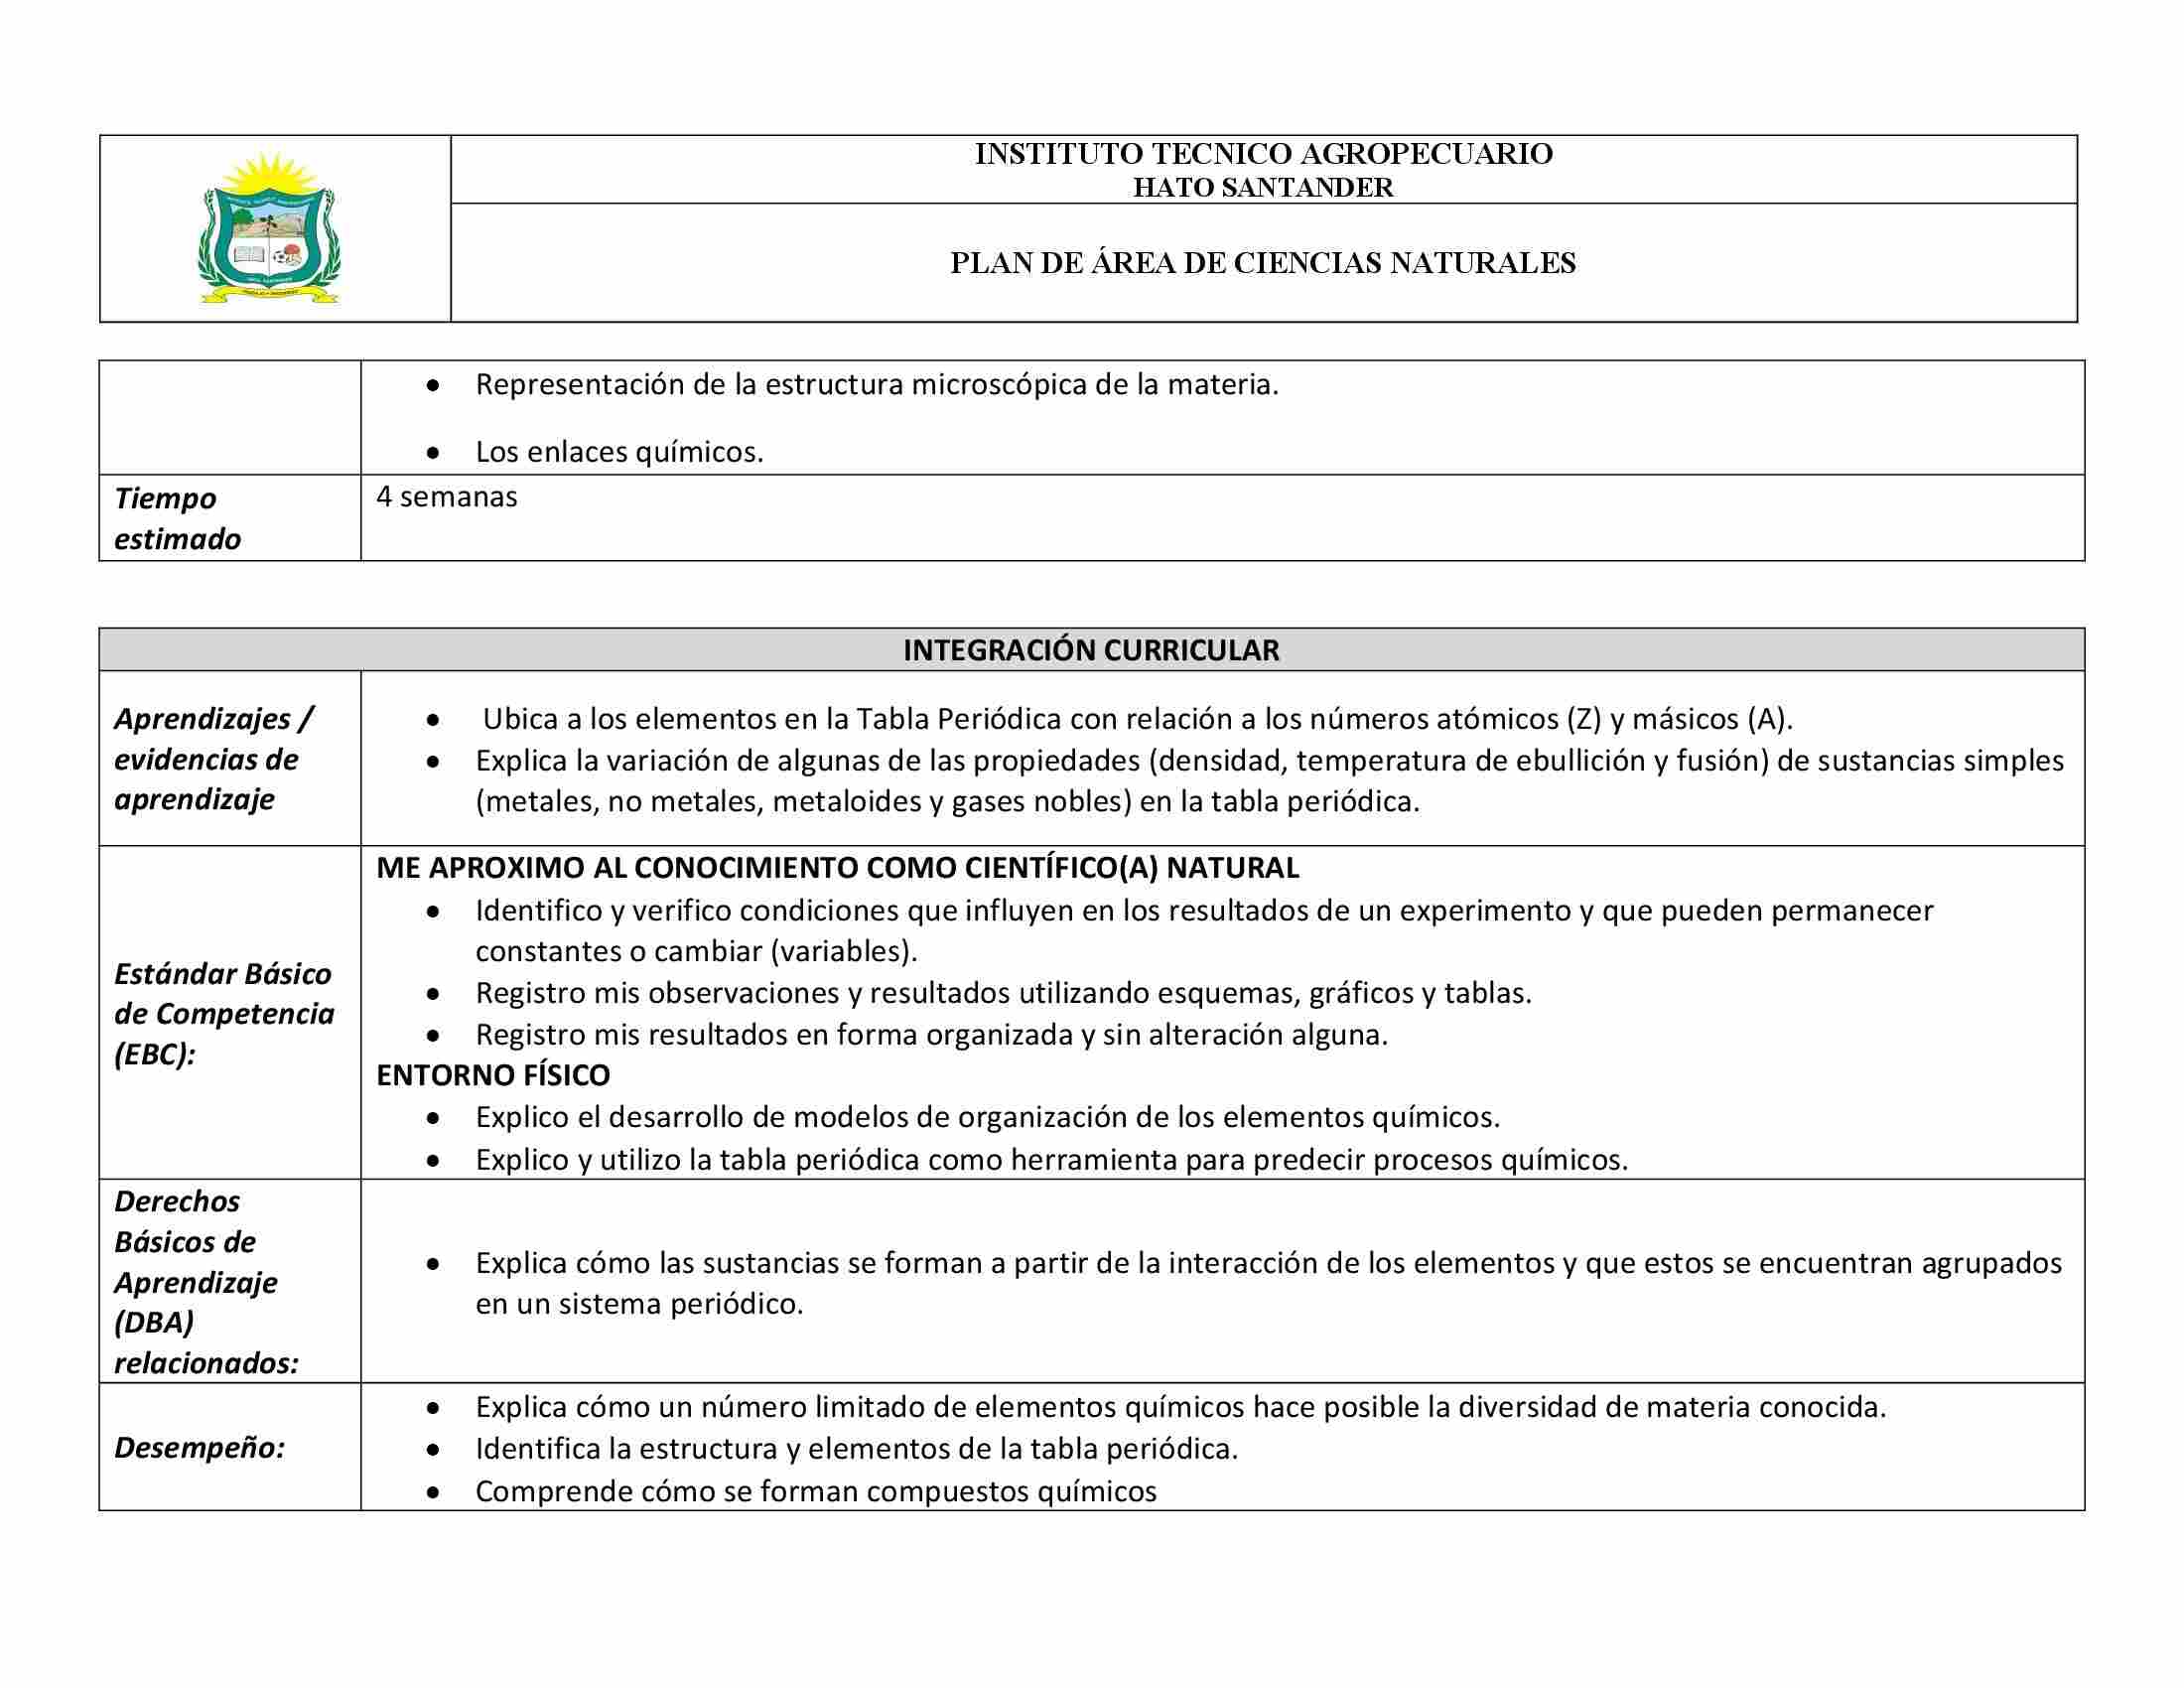 INSTITUTO TECNICO AGROPECUARIO
HATO SANTANDER
PLAN DE ÁREA DE CIENCIAS NATURALES
• Representación de la estructura microscópica de la materia.
• Los enlaces químicos.
Tiempo
estimado
4 semanas
INTEGRACIÓN CURRICULAR
Aprendizajes /
evidencias de
aprendizaje
• Ubica a los elementos en la Tabla Periódica con relación a los números atómicos (Z) y másicos (A).
• Explica la variación de algunas de las propiedades (densidad, temperatura de ebullición y fusión) de sustancias simples
(metales, no metales, metaloides y gases nobles) en la tabla periódica.
Estándar Básico
de Competencia
(EBC):
ME APROXIMO AL CONOCIMIENTO COMO CIENTÍFICO(A) NATURAL
• Identifico y verifico condiciones que influyen en los resultados de un experimento y que pueden permanecer
constantes o cambiar (variables).
• Registro mis observaciones y resultados utilizando esquemas, gráficos y tablas.
• Registro mis resultados en forma organizada y sin alteración alguna.
ENTORNO FÍSICO
• Explico el desarrollo de modelos de organización de los elementos químicos.
• Explico y utilizo la tabla periódica como herramienta para predecir procesos químicos.
Derechos
Básicos de
Aprendizaje
(DBA)
relacionados:
• Explica cómo las sustancias se forman a partir de la interacción de los elementos y que estos se encuentran agrupados
en un sistema periódico.
Desempeño:
• Explica cómo un número limitado de elementos químicos hace posible la diversidad de materia conocida.
• Identifica la estructura y elementos de la tabla periódica.
• Comprende cómo se forman compuestos químicos